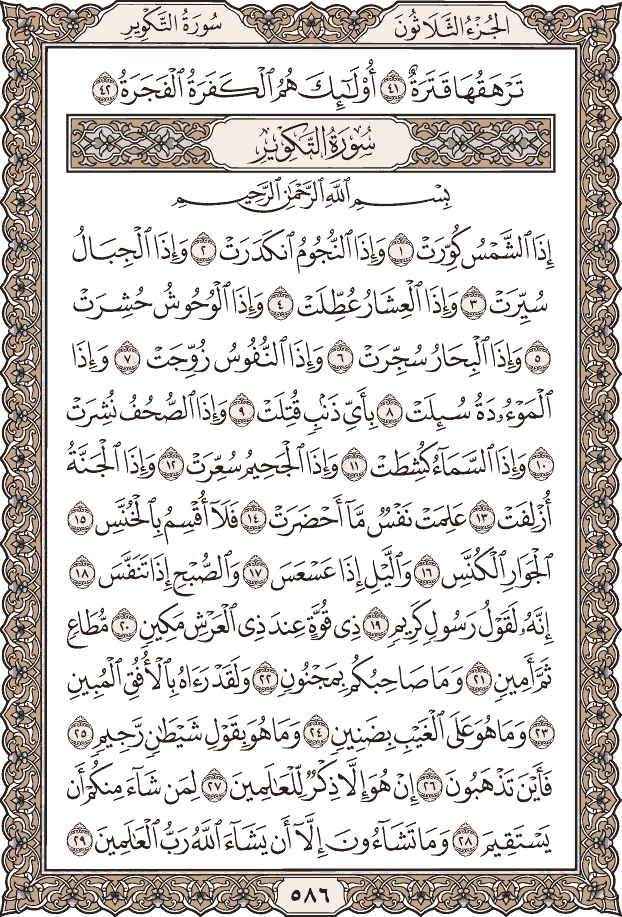 الجُزْءُ الثَّلَاثُونَ
سُورَةُ التَّكْوِيرِ
تَرْهَقُهَا قَتَرَةٌ ٤١ أُوْلَٰٓئِكَ هُمُ ٱلْكَفَرَةُ ٱلْفَجَرَةُ ٤٢
سُورَةُ التَّكْوِيرِ
بِسْمِ ٱللَّهِ ٱلرَّحْمَٰنِ ٱلرَّحِيمِ
إِذَا ٱلشَّمْسُ كُوِّرَتْ ١ وَإِذَا ٱلنُّجُومُ ٱنكَدَرَتْ ٢ وَإِذَا ٱلْجِبَالُ
سُيِّرَتْ ٣ وَإِذَا ٱلْعِشَارُ عُطِّلَتْ ٤ وَإِذَا ٱلْوُحُوشُ حُشِرَتْ
٥ وَإِذَا ٱلْبِحَارُ سُجِّرَتْ ٦ وَإِذَا ٱلنُّفُوسُ زُوِّجَتْ ٧ وَإِذَا
ٱلْمَوْءُۥدَةُ سُئِلَتْ ٨ بِأَيِّ ذَنۢبٍ قُتِلَتْ ٩ وَإِذَا ٱلصُّحُفُ نُشِرَتْ
١٠ وَإِذَا ٱلسَّمَآءُ كُشِطَتْ ١١ وَإِذَا ٱلْجَحِيمُ سُعِّرَتْ ١٢ وَإِذَا ٱلْجَنَّةُ
أُزْلِفَتْ ١٣ عَلِمَتْ نَفْسٌ مَّآ أَحْضَرَتْ ١٤ فَلَآ أُقْسِمُ بِٱلْخُنَّسِ ١٥
ٱلْجَوَارِ ٱلْكُنَّسِ ١٦ وَٱلَّيْلِ إِذَا عَسْعَسَ ١٧ وَٱلصُّبْحِ إِذَا تَنَفَّسَ ١٨
إِنَّهُۥ لَقَوْلُ رَسُولٍ كَرِيمٍ ١٩ ذِي قُوَّةٍ عِندَ ذِي ٱلْعَرْشِ مَكِينٍ ٢٠ مُّطَاعٍ
ثَمَّ أَمِينٍ ٢١ وَمَا صَاحِبُكُم بِمَجْنُونٍ ٢٢ وَلَقَدْ رَءَاهُ بِٱلْأُفُقِ ٱلْمُبِينِ
٢٣ وَمَا هُوَ عَلَى ٱلْغَيْبِ بِضَنِينٍ ٢٤ وَمَا هُوَ بِقَوْلِ شَيْطَٰنٍ رَّجِيمٍ ٢٥
فَأَيْنَ تَذْهَبُونَ ٢٦ إِنْ هُوَ إِلَّا ذِكْرٌ لِّلْعَٰلَمِينَ ٢٧ لِمَن شَآءَ مِنكُمْ أَن
يَسْتَقِيمَ ٢٨ وَمَا تَشَآءُونَ إِلَّآ أَن يَشَآءَ ٱللَّهُ رَبُّ ٱلْعَٰلَمِينَ ٢٩
٥٨٦